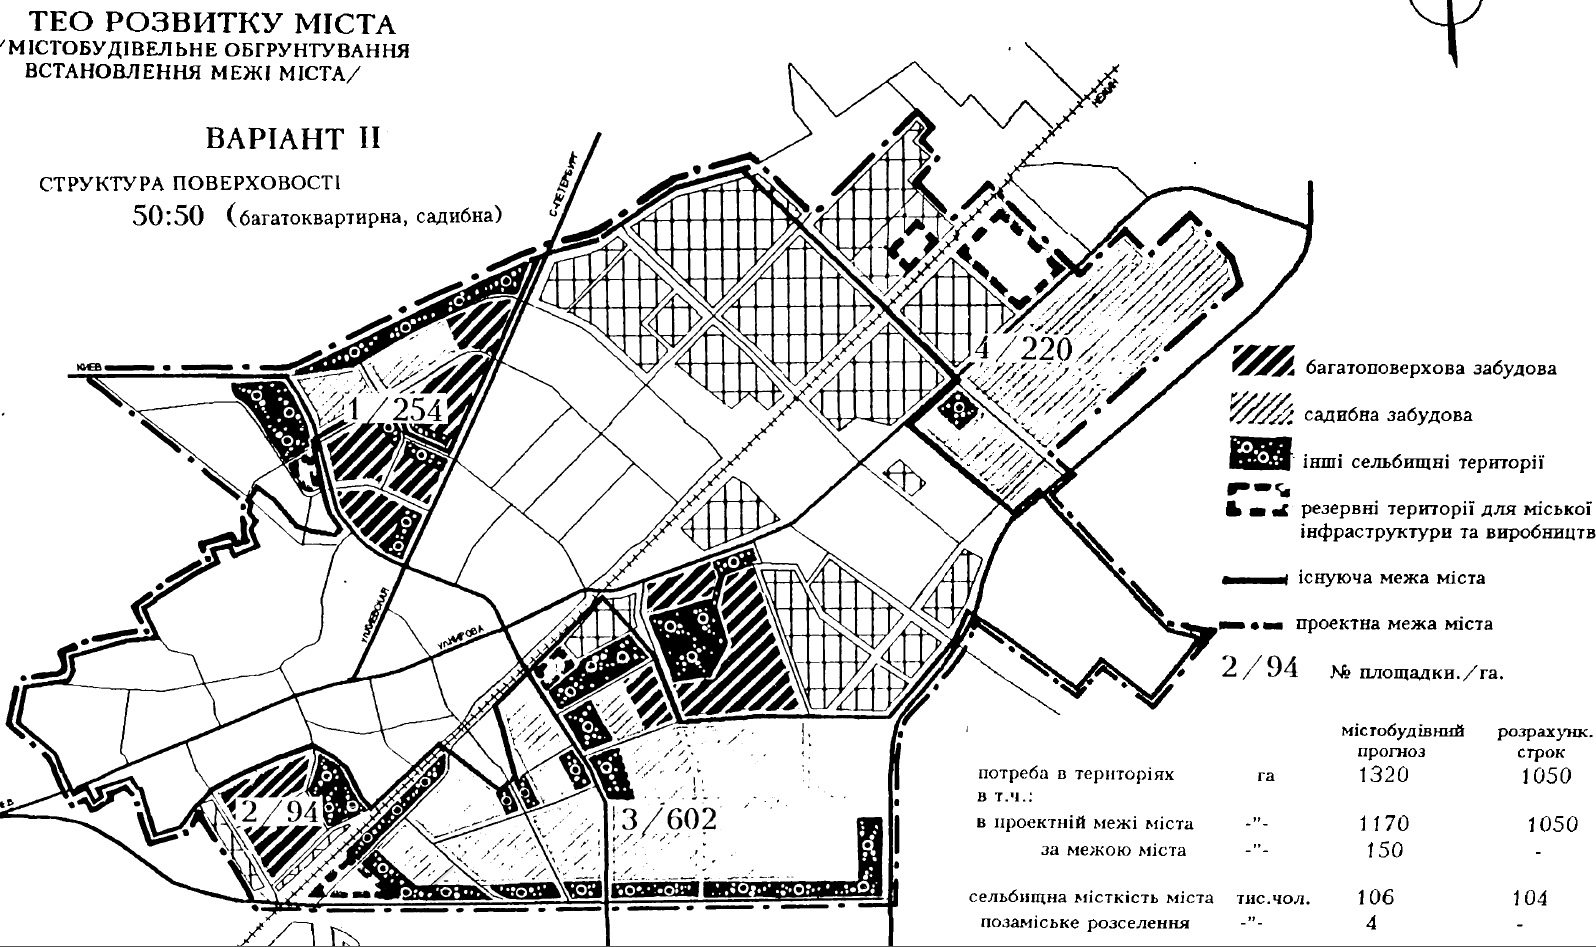 ТЕО РОЗВИТКУ МІСТА
/МІСТОБУДІВЕЛЬНЕ ОБГРУНТУВАННЯ
ВСТАНОВЛЕННЯ МЕЖІ МІСТА/
ВАРІАНТ ІІ
СТРУКТУРА ПОВЕРХОВОСТІ
50:50 (багатоквартирна, садибна)
С-ПЕТЕРБУРГ
НЕЖИН
КИЕВ
1/254
4/220
УЛ.КИЕВСКАЯ
УЛ.КИРОВА
2/94
3/602
багатоповерхова забудова
садибна забудова
інші сельбищні території
резервні території для міської
інфраструктури та виробництв
існуюча межа міста
проектна межа міста
2/94 № площадки./га.
містобудівний прогноз
розрахунк. строк
потреба в територіях га 1320 1050
в т.ч.:
в проектній межі міста -"- 1170 1050
за межою міста -"- 150 -
сельбищна місткість міста тис.чол. 106 104
позаміське розселення -"- 4 -